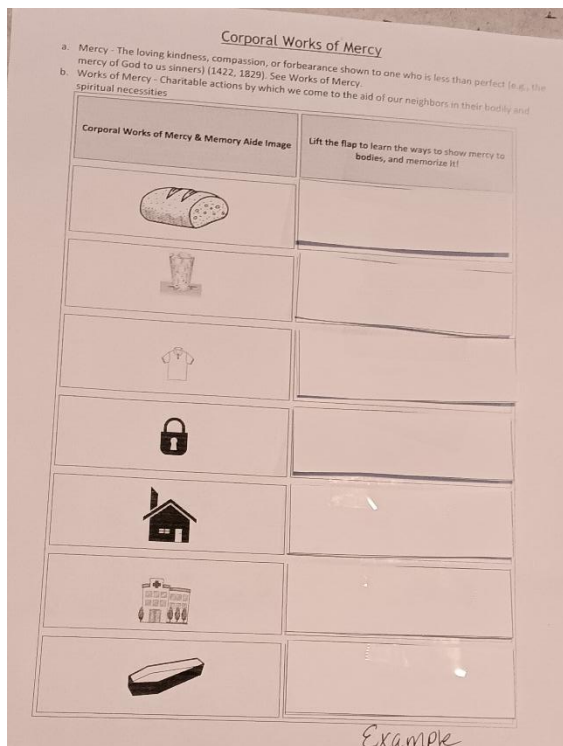 Corporal Works of Mercy
a. Mercy - The loving kindness, compassion, or forbearance shown to one who is less than perfect (e.g., the
mercy of God to us sinners) (1422, 1829). See Works of Mercy.
b. Works of Mercy - Charitable actions by which we come to the aid of our neighbors in their bodily and
spiritual necessities
Corporal Works of Mercy & Memory Aide Image
Lift the flap to learn the ways to show mercy to
bodies, and memorize it!
Example